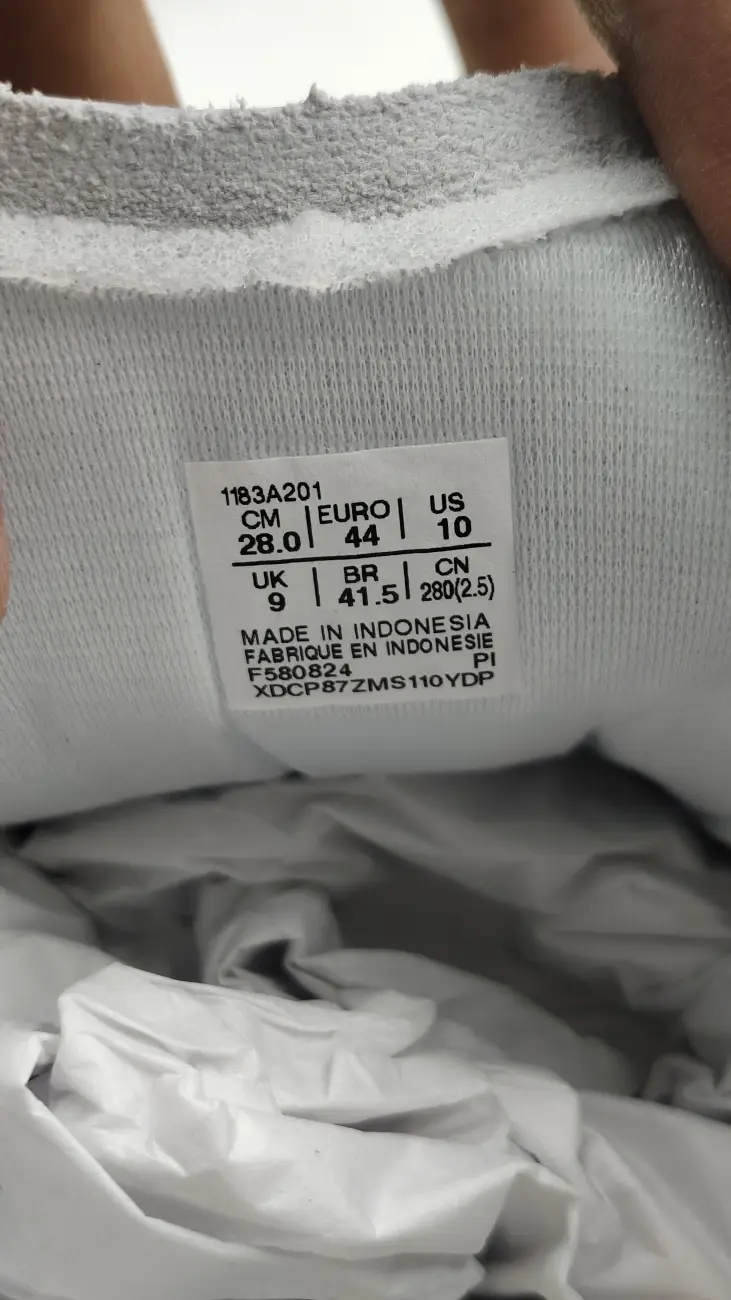 1183A201
CM | EURO | US
28.0 | 44 | 10
UK | BR | CN
9 | 41.5 | 280(2.5)
MADE IN INDONESIA
FABRIQUE EN INDONESIE
F580824 PI
XDCP87ZMS110YDP